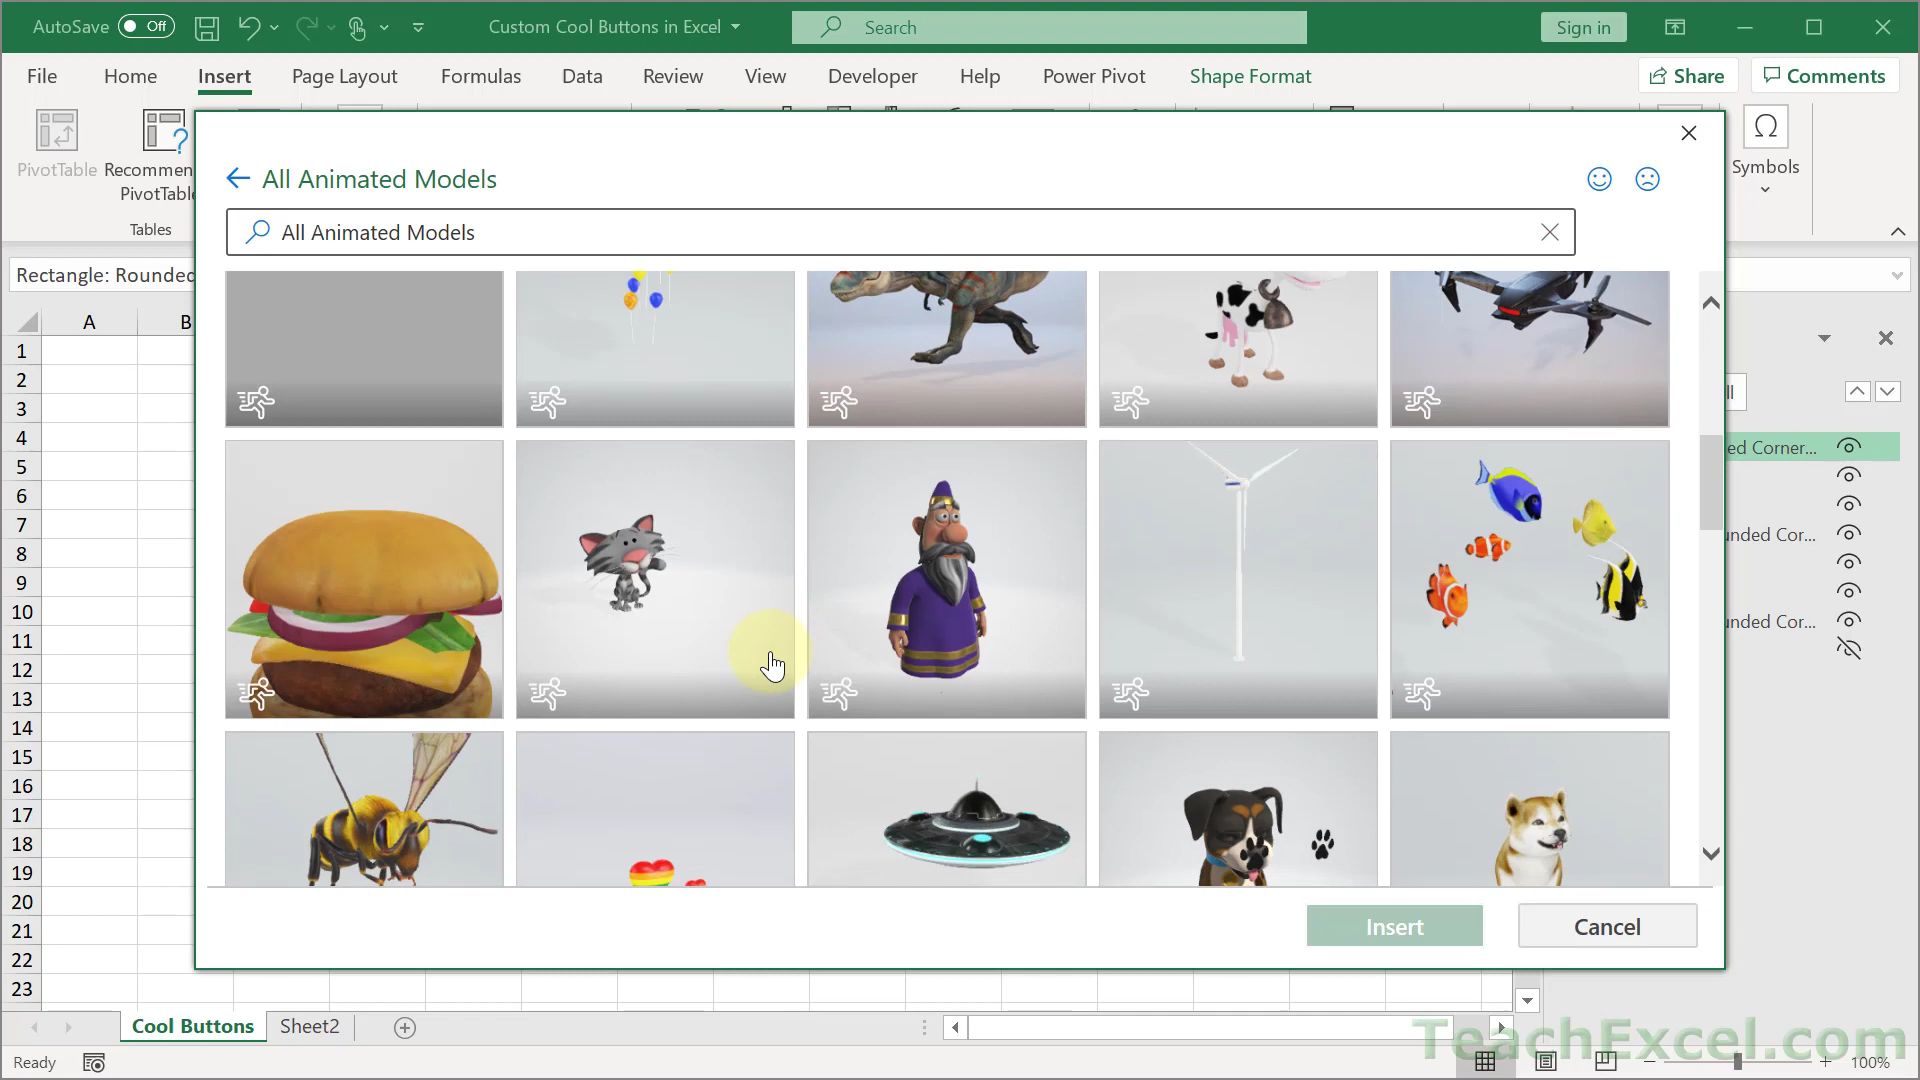 AutoSave Off Custom Cool Buttons in Excel Search Sign in
File Home Insert Page Layout Formulas Data Review View Developer Help Power Pivot Shape Format Share Comments
PivotTable Recommen
PivotTable
Tables
Symbols
All Animated Models
All Animated Models
Rectangle: Rounded
A B
1
2
3
4
5
6
7
8
9
10
11
12
13
14
15
16
17
18
19
20
21
22
23
ed Corner...
unded Cor...
unded Cor...
Insert Cancel
Cool Buttons Sheet2
TeachExcel.com
Ready 100%